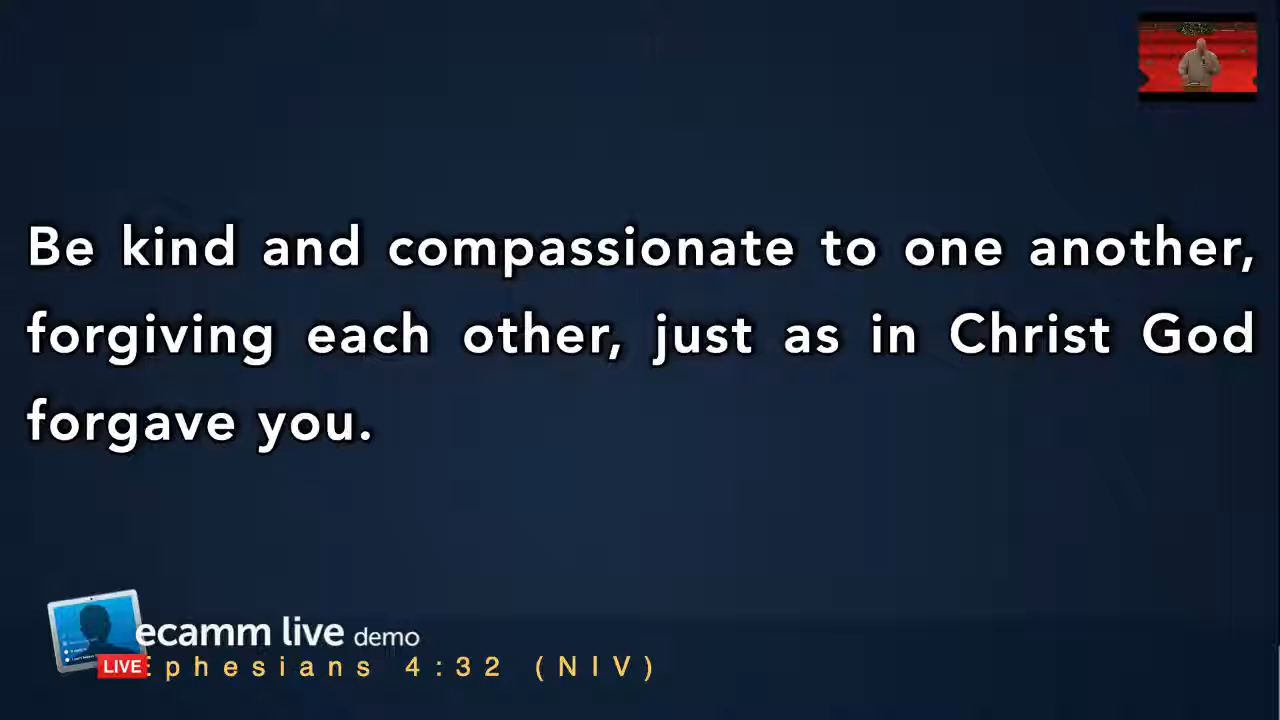 Be kind and compassionate to one another,
forgiving each other, just as in Christ God
forgave you.
ecamm live demo
LIVE
Ephesians 4:32 (NIV)